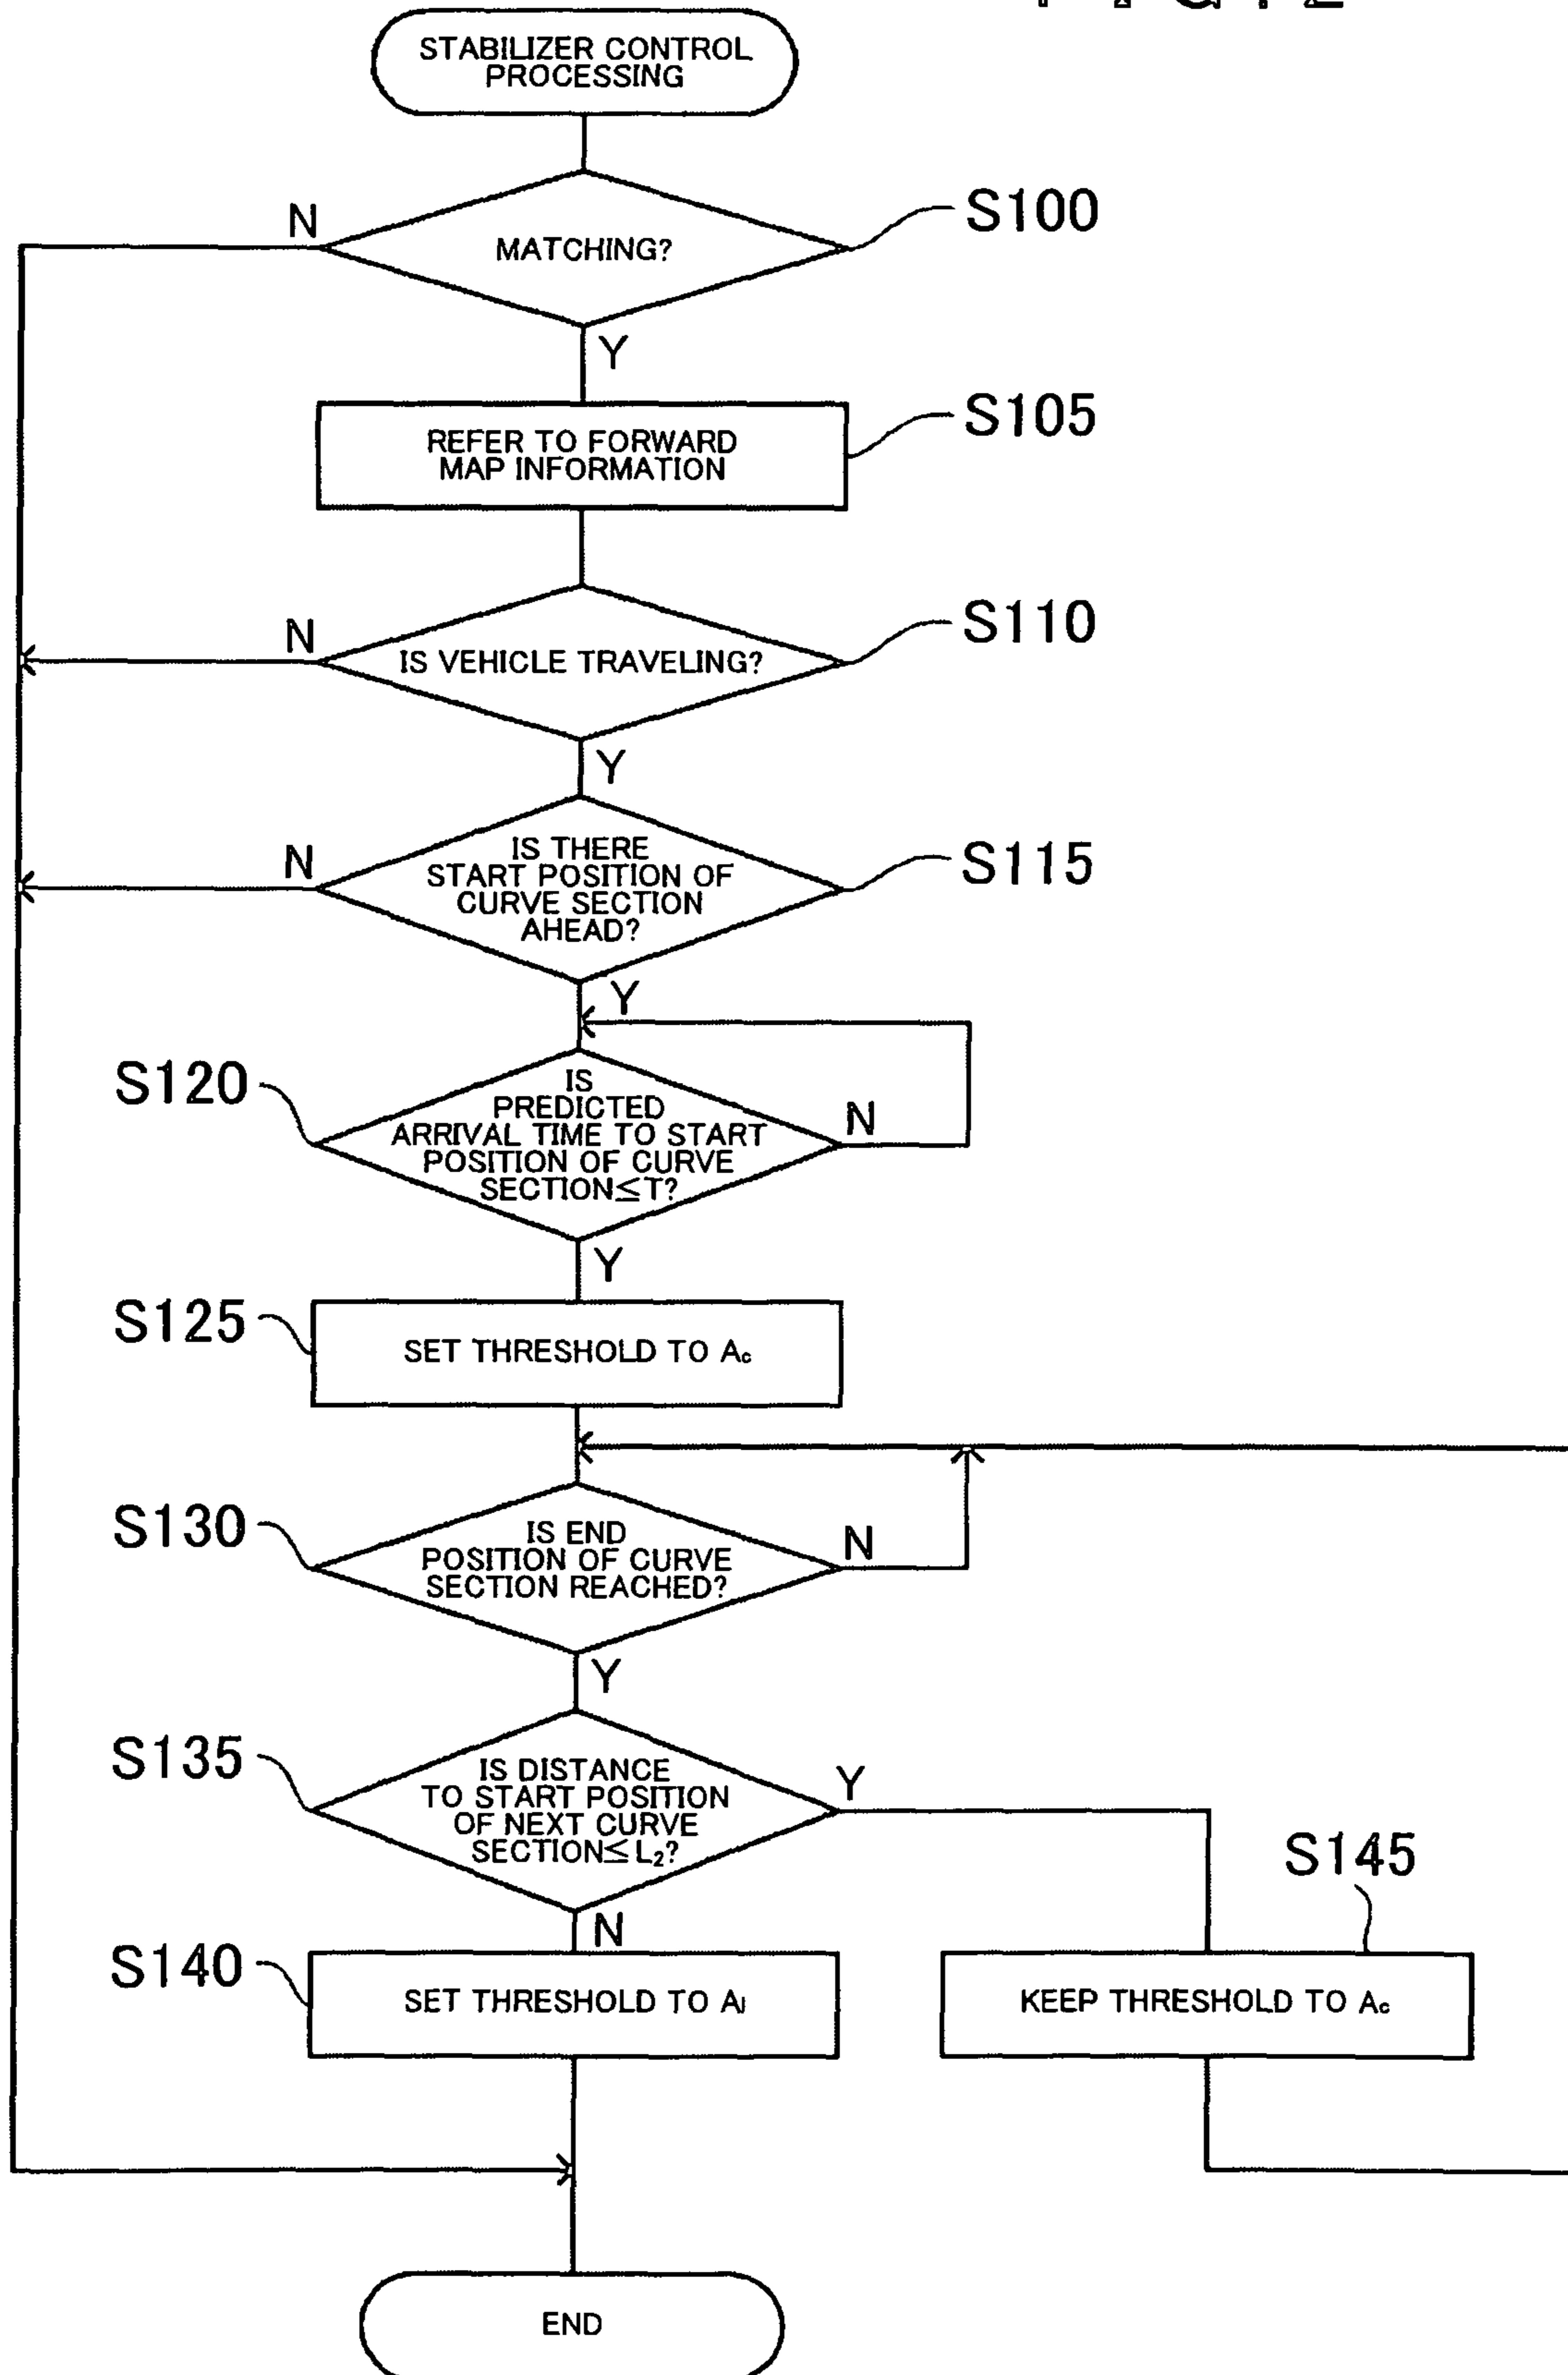 STABILIZER CONTROL
PROCESSING
N
MATCHING?
S100
Y
REFER TO FORWARD
MAP INFORMATION
S105
N
IS VEHICLE TRAVELING?
S110
Y
N
IS THERE
START POSITION OF
CURVE SECTION
AHEAD?
S115
Y
S120
IS
PREDICTED
ARRIVAL TIME TO START
POSITION OF CURVE
SECTION≦T?
N
Y
S125
SET THRESHOLD TO Ac
S130
IS END
POSITION OF CURVE
SECTION REACHED?
N
Y
S135
IS DISTANCE
TO START POSITION
OF NEXT CURVE
SECTION≦L₂?
Y
N
S145
S140
SET THRESHOLD TO Al
KEEP THRESHOLD TO Ac
END